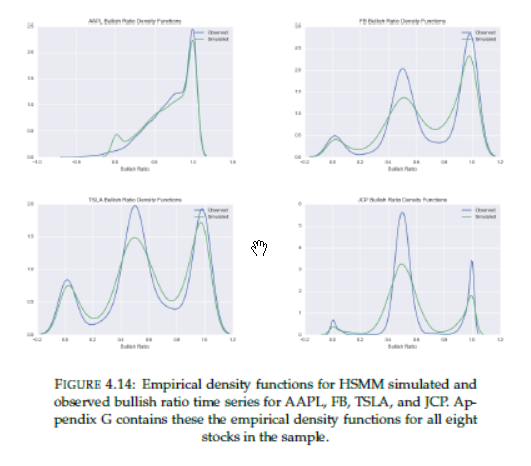 AAPL Bullish Ratio Density Functions
Observed
Simulated
Bullish Ratio
FB Bullish Ratio Density Functions
Observed
Simulated
Bullish Ratio
TSLA Bullish Ratio Density Functions
Observed
Simulated
Bullish Ratio
JCP Bullish Ratio Density Functions
Observed
Simulated
Bullish Ratio
FIGURE 4.14: Empirical density functions for HSMM simulated and
observed bullish ratio time series for AAPL, FB, TSLA, and JCP. Ap-
pendix G contains these the empirical density functions for all eight
stocks in the sample.